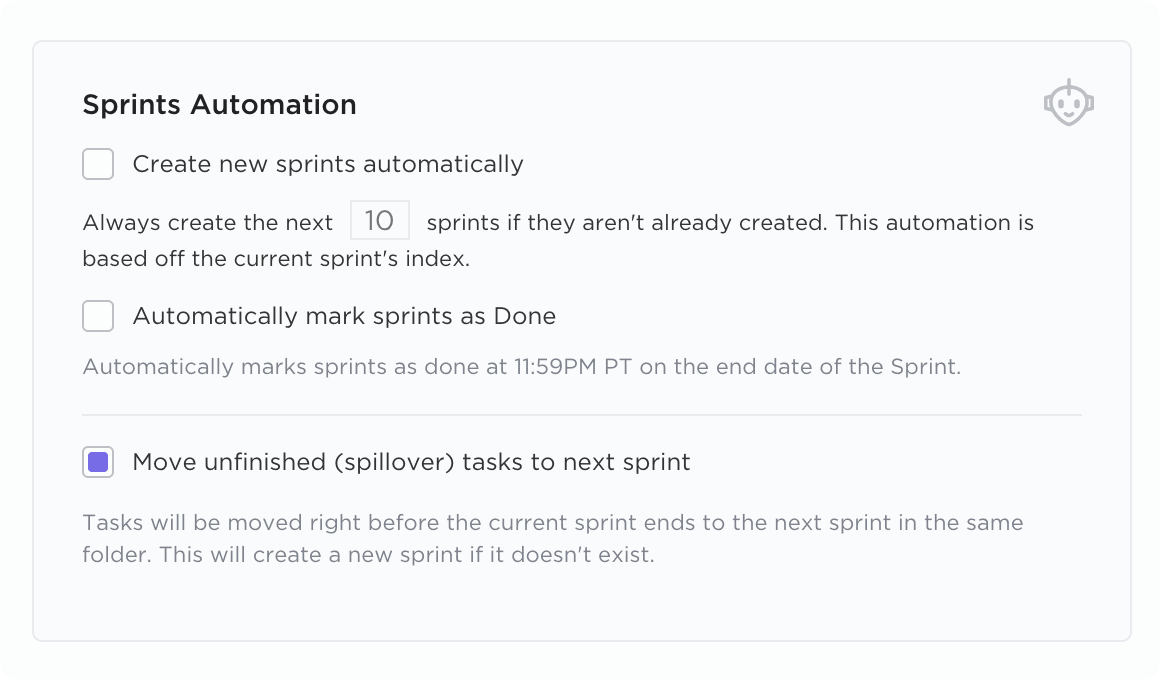 Sprints Automation
Create new sprints automatically
Always create the next 10 sprints if they aren't already created. This automation is
based off the current sprint's index.
Automatically mark sprints as Done
Automatically marks sprints as done at 11:59PM PT on the end date of the Sprint.
Move unfinished (spillover) tasks to next sprint
Tasks will be moved right before the current sprint ends to the next sprint in the same
folder. This will create a new sprint if it doesn't exist.